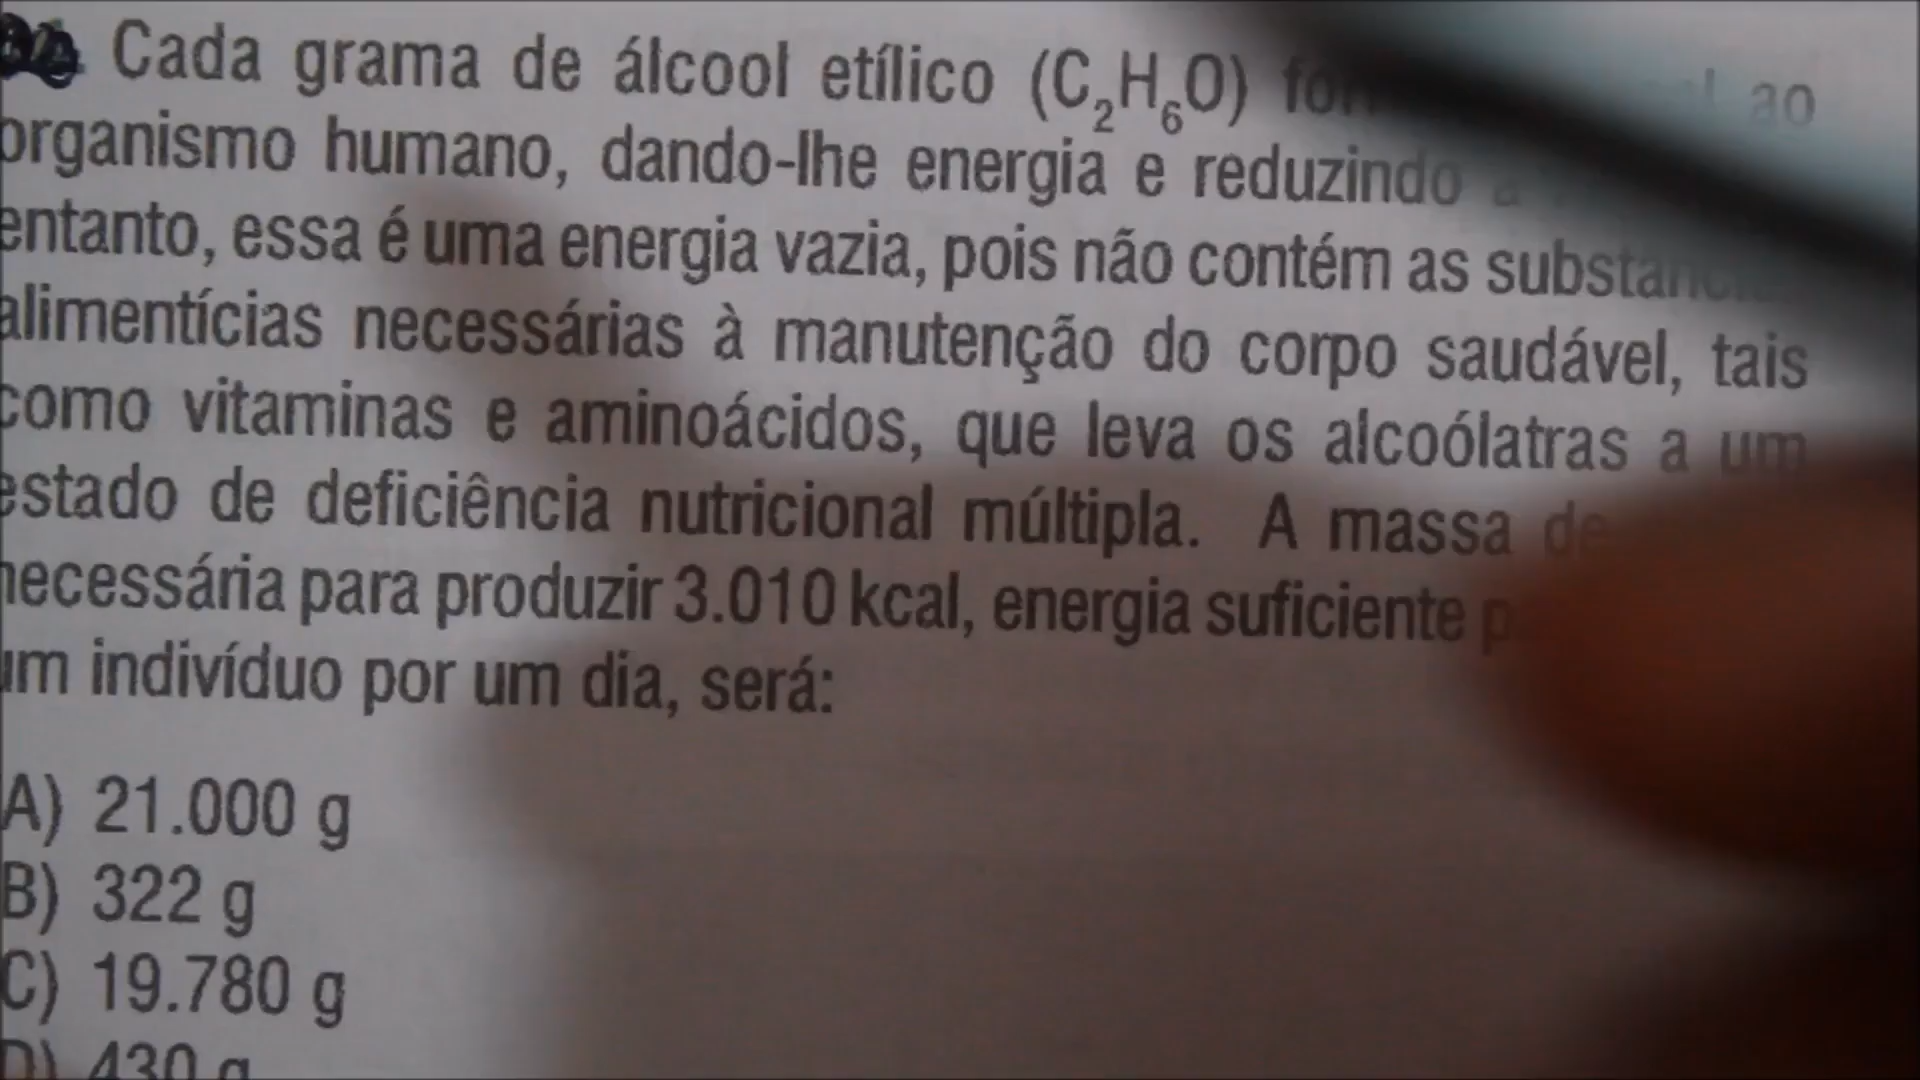 Cada grama de álcool etílico (C₂H₆O) ao
organismo humano, dando-lhe energia e reduzindo a
entanto, essa é uma energia vazia, pois não contém as
alimentícias necessárias à manutenção do corpo saudável, tais
como vitaminas e aminoácidos, que leva os alcoólatras a um
estado de deficiência nutricional múltipla. A massa de
necessária para produzir 3.010 kcal, energia suficiente
um indivíduo por um dia, será:
A) 21.000 g
B) 322 g
C) 19.780 g
D) 430 g